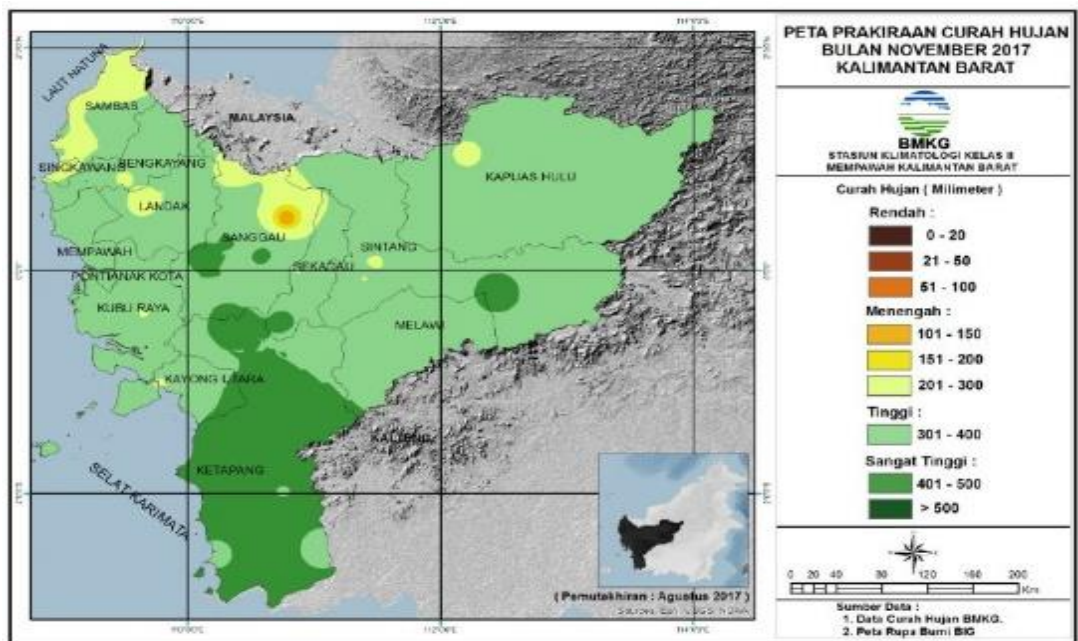 PETA PRAKIRAAN CURAH HUJAN
BULAN NOVEMBER 2017
KALIMANTAN BARAT
BMKG
STASIUN KLIMATOLOGI KELAS II
MEMPAWAH KALIMANTAN BARAT
Curah Hujan ( Milimeter )
Rendah :
0 - 20
21 - 50
51 - 100
Menengah :
101 - 150
151 - 200
201 - 300
Tinggi :
301 - 400
Sangat Tinggi :
401 - 500
> 500
0 20 40 80 120 160 200
Km
Sumber Data :
1. Data Curah Hujan BMKG.
2. Peta Rupa Bumi BIG
LAUT NATUNA
SAMBAS
MALAYSIA
SINGKAWANG
BENGKAYANG
KAPUAS HULU
LANDAK
SANGGAU
SINTANG
MEMPAWAH
SEKADAU
PONTIANAK KOTA
KUBU RAYA
MELAWI
KAYONG UTARA
KALTENG
KETAPANG
SELAT KARIMATA
( Pemutakhiran : Agustus 2017 )